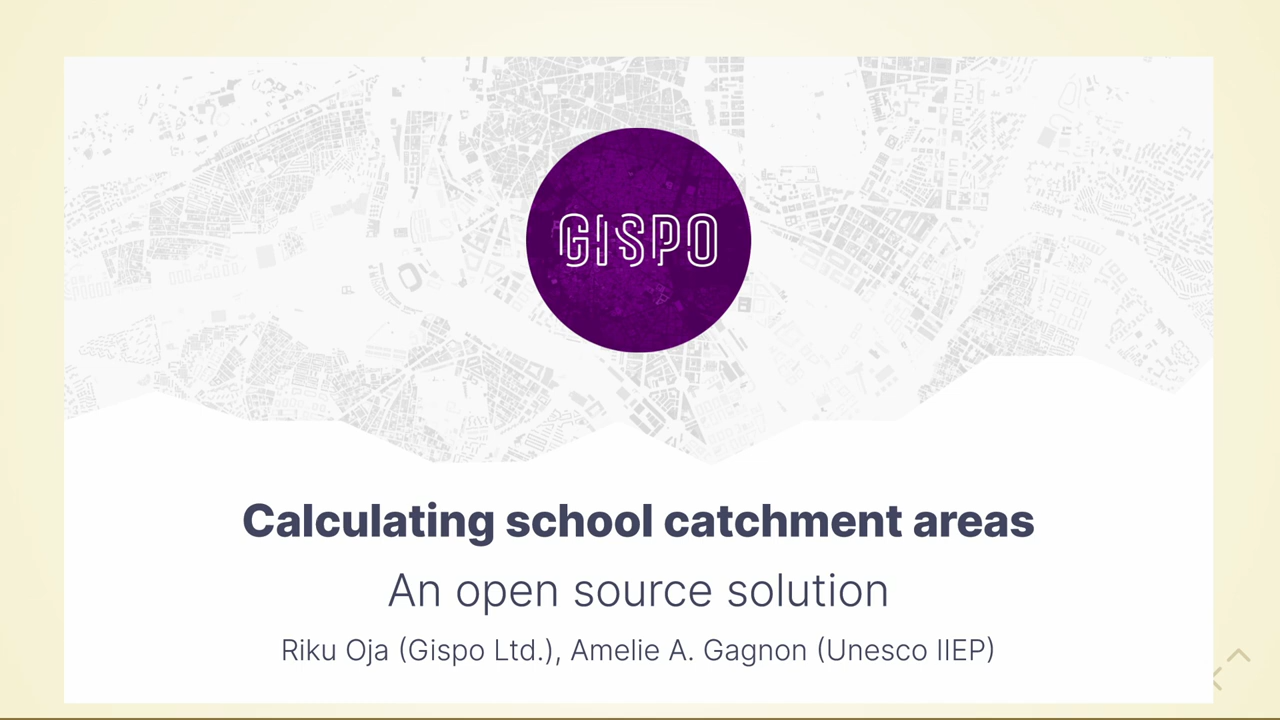 GISPO
Calculating school catchment areas
An open source solution
Riku Oja (Gispo Ltd.), Amelie A. Gagnon (Unesco IIEP)